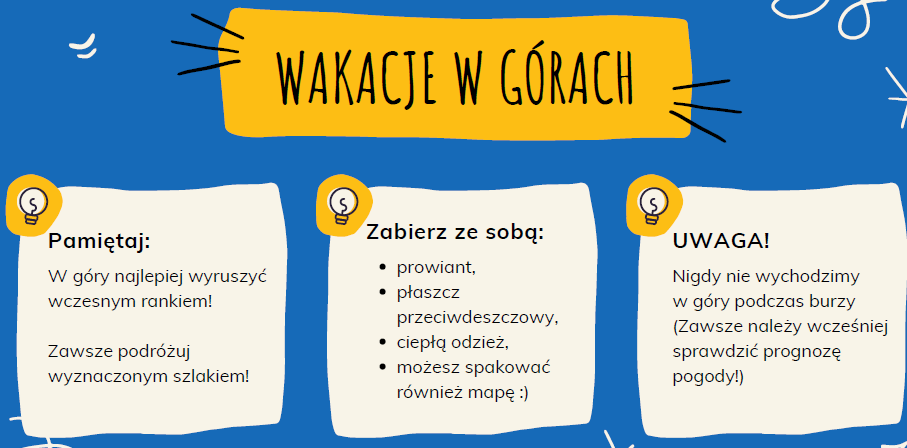 WAKACJE W GÓRACH
Pamiętaj:
W góry najlepiej wyruszyć
wczesnym rankiem!
Zawsze podróżuj
wyznaczonym szlakiem!
Zabierz ze sobą:
• prowiant,
• płaszcz
przeciwdeszczowy,
• ciepłą odzież,
• możesz spakować
również mapę :)
UWAGA!
Nigdy nie wychodzimy
w góry podczas burzy
(Zawsze należy wcześniej
sprawdzić prognozę
pogody!)